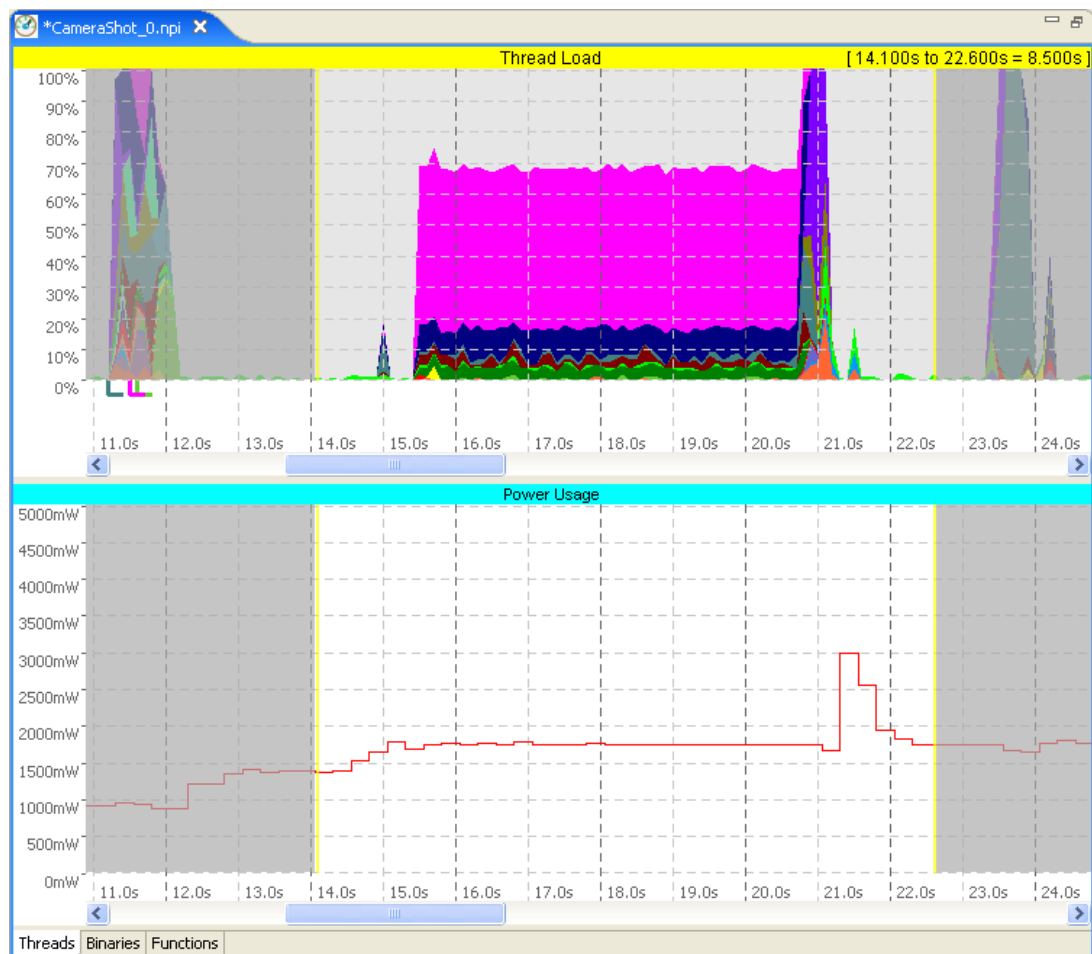 *CameraShot_0.npi
Thread Load [ 14.100s to 22.600s = 8.500s ]
100%
90%
80%
70%
60%
50%
40%
30%
20%
10%
0%
11.0s 12.0s 13.0s 14.0s 15.0s 16.0s 17.0s 18.0s 19.0s 20.0s 21.0s 22.0s 23.0s 24.0s
Power Usage
5000mW
4500mW
4000mW
3500mW
3000mW
2500mW
2000mW
1500mW
1000mW
500mW
0mW
11.0s 12.0s 13.0s 14.0s 15.0s 16.0s 17.0s 18.0s 19.0s 20.0s 21.0s 22.0s 23.0s 24.0s
Threads Binaries Functions